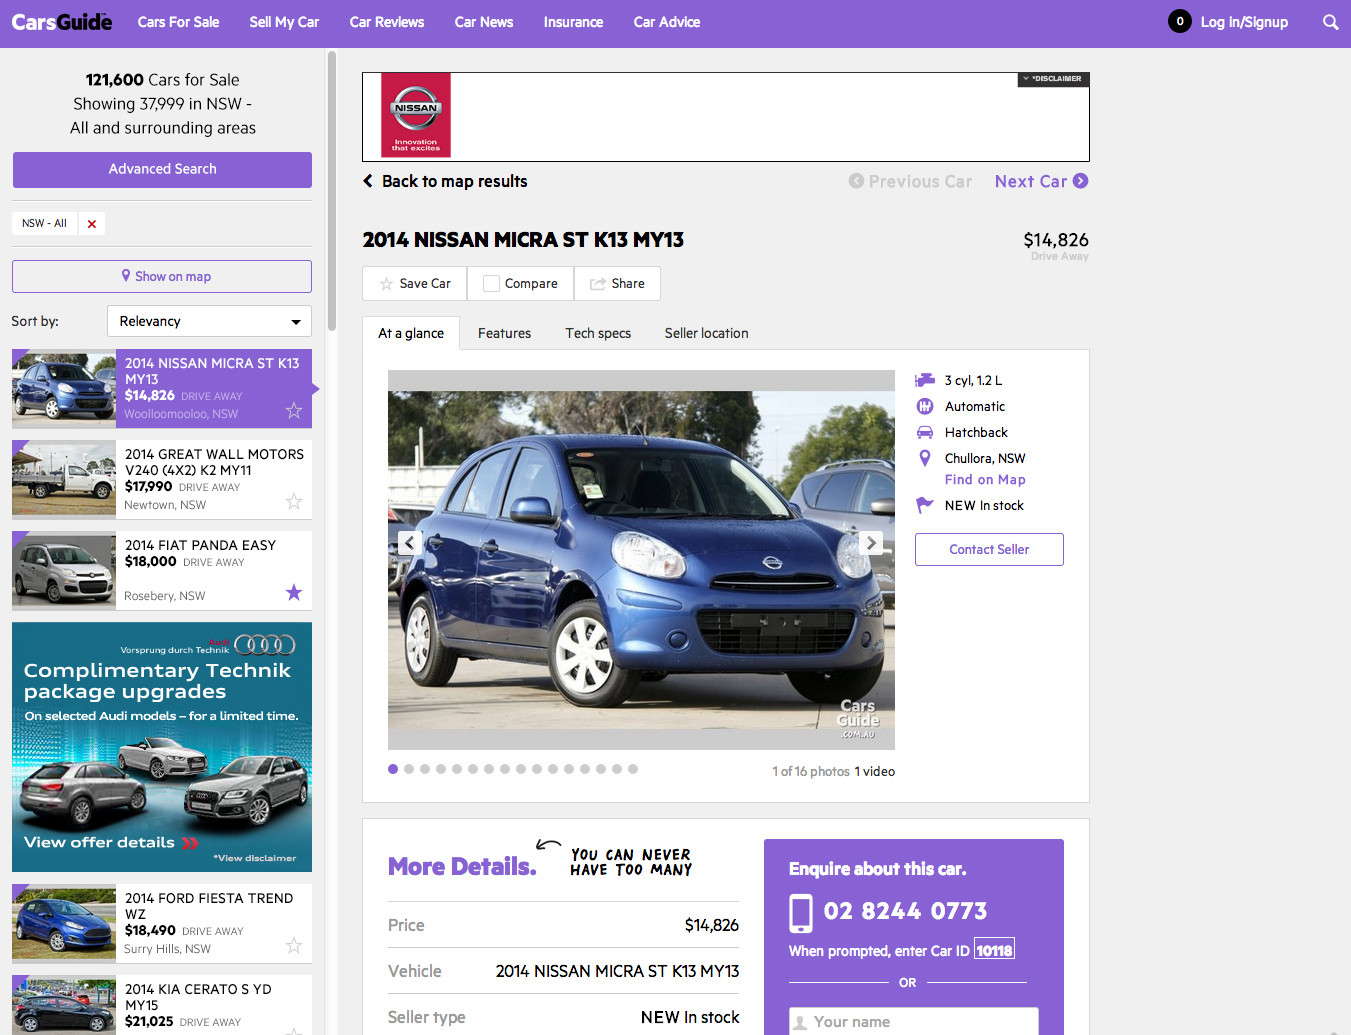 CarsGuide
Cars For Sale
Sell My Car
Car Reviews
Car News
Insurance
Car Advice
0
Log in/Signup
121,600 Cars for Sale
Showing 37,999 in NSW -
All and surrounding areas
Advanced Search
NSW - All
Show on map
Sort by:
Relevancy
2014 NISSAN MICRA ST K13
MY13
$14,826 DRIVE AWAY
Woolloomooloo, NSW
2014 GREAT WALL MOTORS
V240 (4X2) K2 MY11
$17,990 DRIVE AWAY
Newtown, NSW
2014 FIAT PANDA EASY
$18,000 DRIVE AWAY
Rosebery, NSW
Audi
Vorsprung durch Technik
Complimentary Technik
package upgrades
On selected Audi models – for a limited time.
View offer details
*View disclaimer
2014 FORD FIESTA TREND
WZ
$18,490 DRIVE AWAY
Surry Hills, NSW
2014 KIA CERATO S YD
MY15
$21,025 DRIVE AWAY
NISSAN
Innovation
that excites
*DISCLAIMER
Back to map results
Previous Car
Next Car
2014 NISSAN MICRA ST K13 MY13
$14,826
Drive Away
Save Car
Compare
Share
At a glance
Features
Tech specs
Seller location
Cars
Guide
.COM.AU
1 of 16 photos 1 video
3 cyl, 1.2 L
Automatic
Hatchback
Chullora, NSW
Find on Map
NEW In stock
Contact Seller
More Details.
YOU CAN NEVER
HAVE TOO MANY
Price $14,826
Vehicle 2014 NISSAN MICRA ST K13 MY13
Seller type NEW In stock
Enquire about this car.
02 8244 0773
When prompted, enter Car ID 10118
OR
Your name